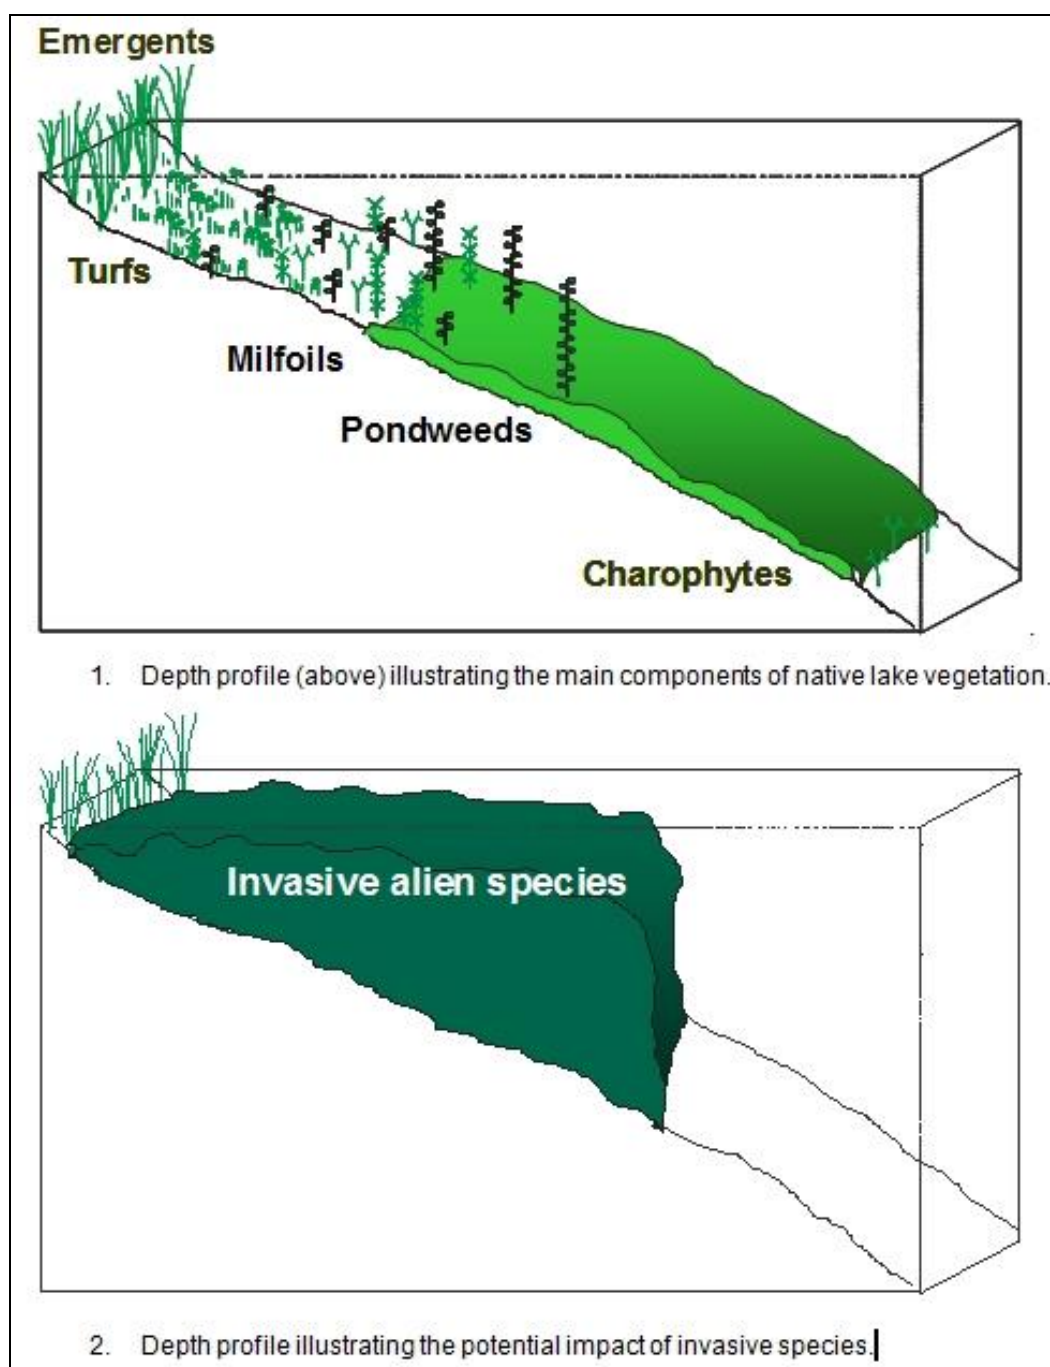 Emergents
Turfs
Milfoils
Pondweeds
Charophytes
1. Depth profile (above) illustrating the main components of native lake vegetation.
Invasive alien species
2. Depth profile illustrating the potential impact of invasive species.